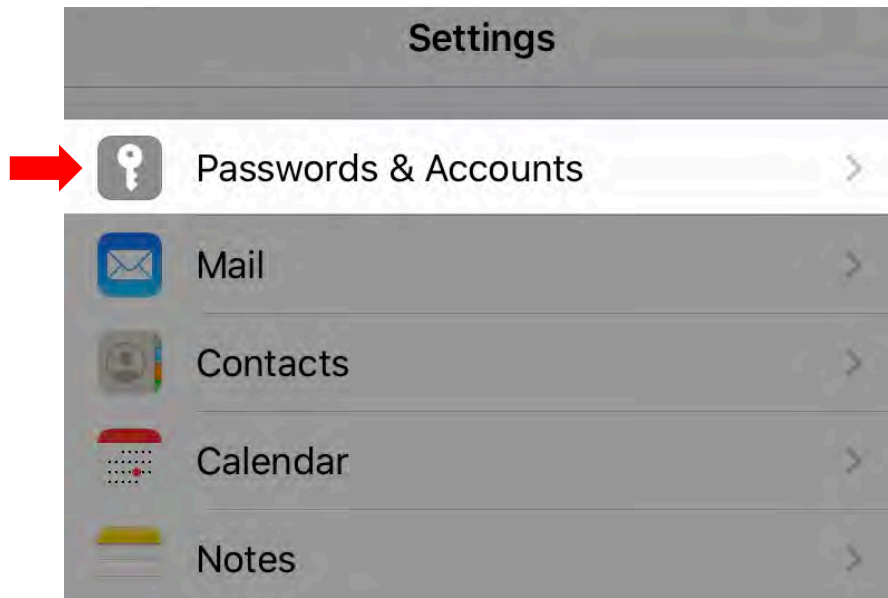 Settings
Passwords & Accounts
Mail
Contacts
Calendar
Notes